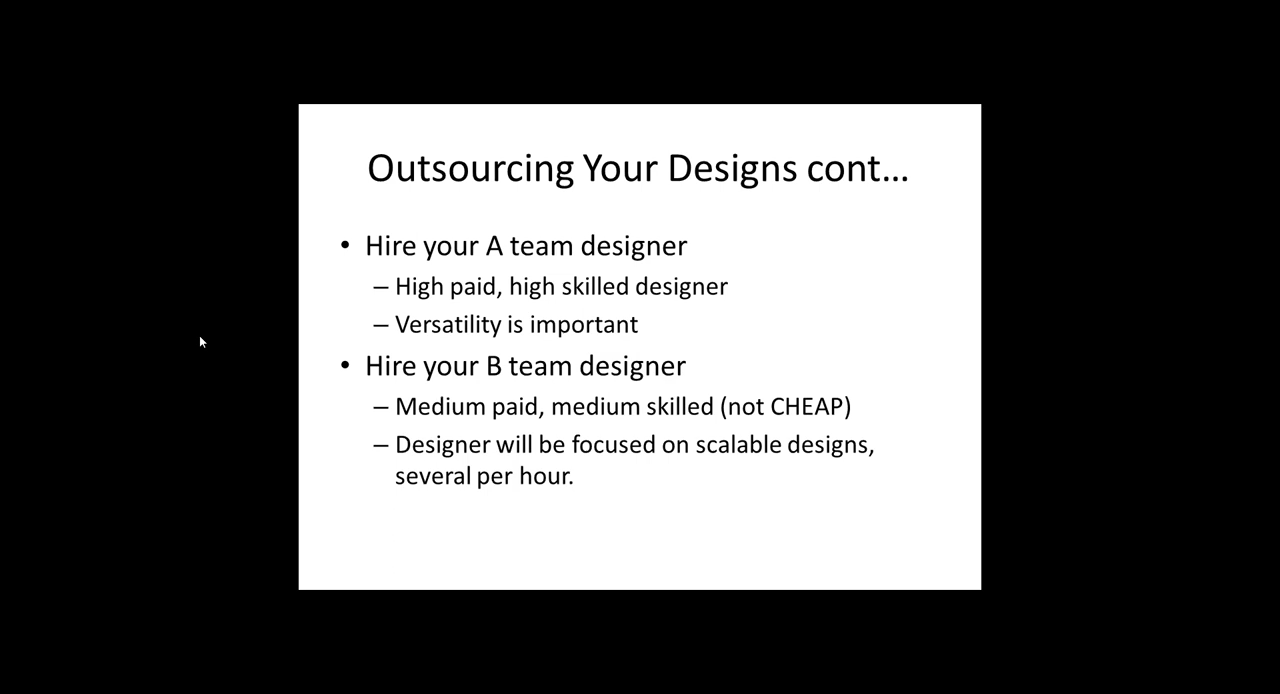 Outsourcing Your Designs cont…
• Hire your A team designer
– High paid, high skilled designer
– Versatility is important
• Hire your B team designer
– Medium paid, medium skilled (not CHEAP)
– Designer will be focused on scalable designs,
several per hour.